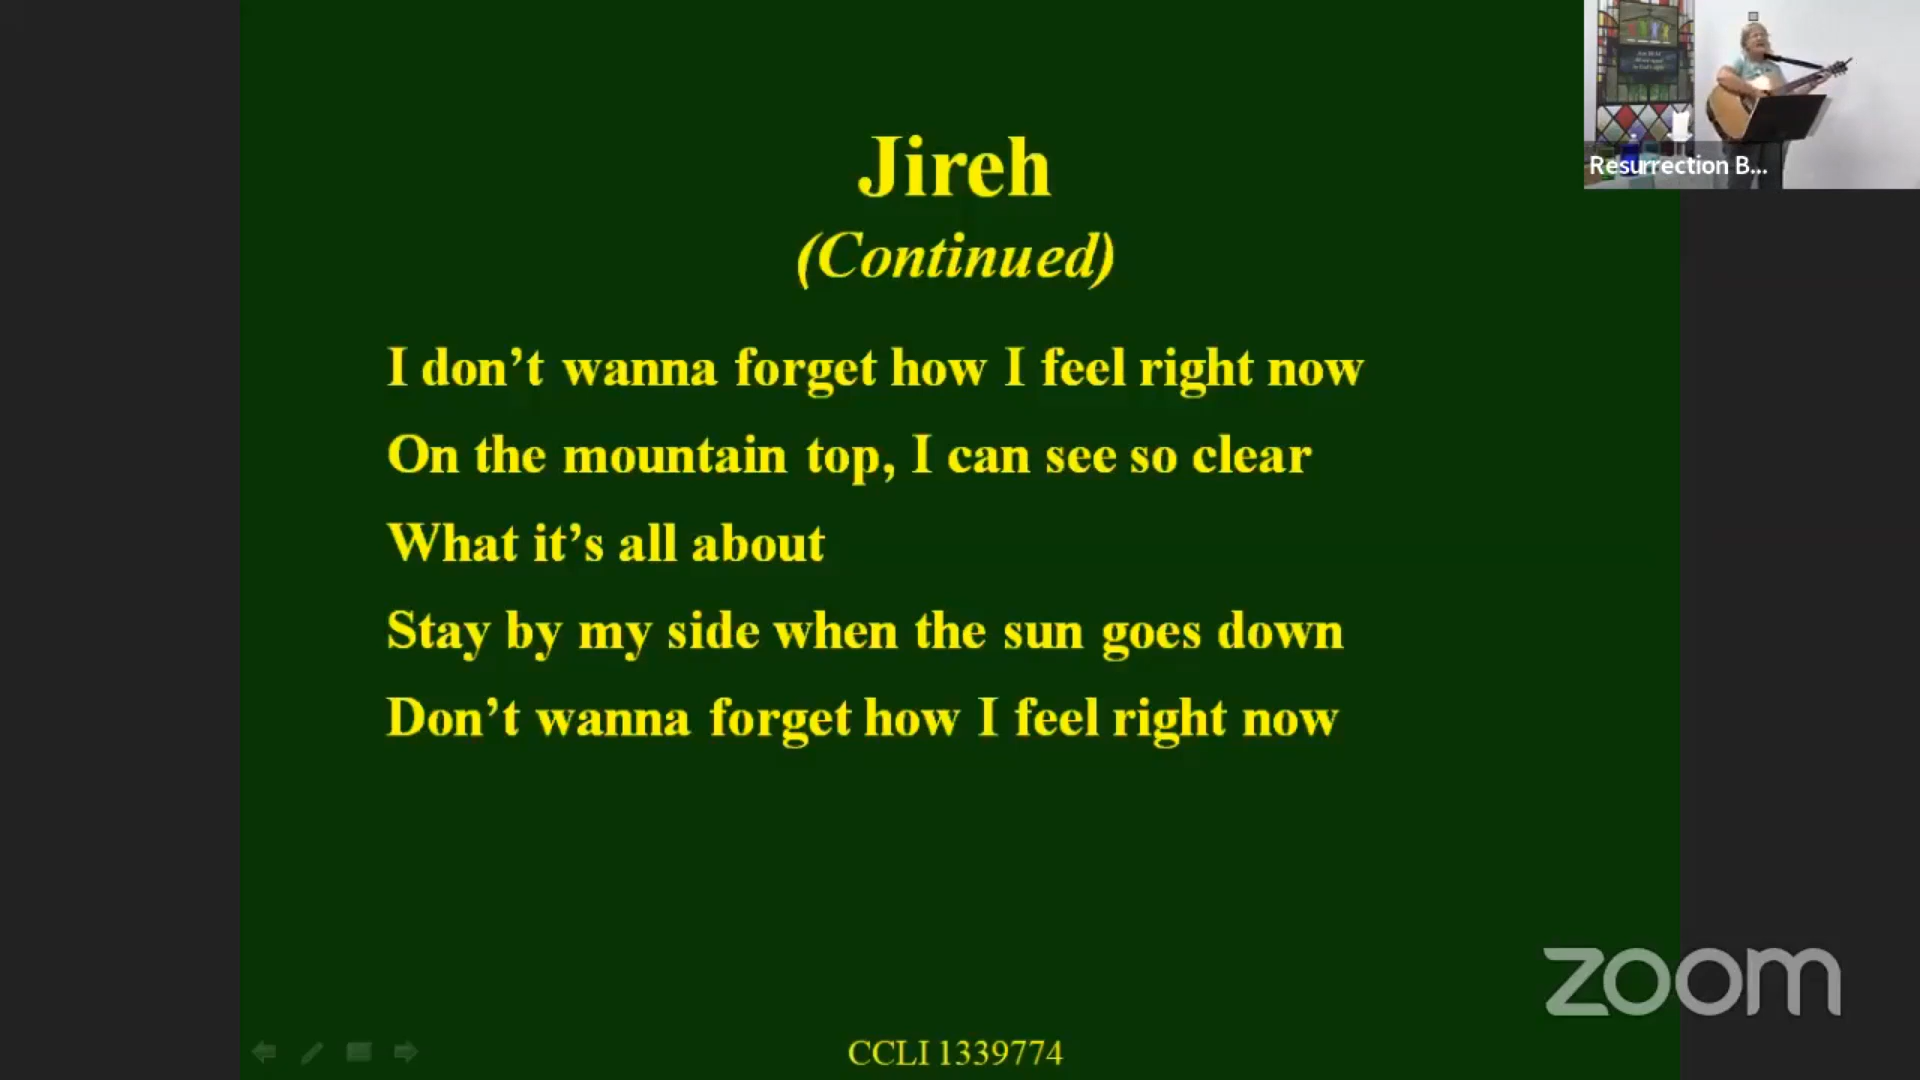 Jireh
(Continued)
I don’t wanna forget how I feel right now
On the mountain top, I can see so clear
What it’s all about
Stay by my side when the sun goes down
Don’t wanna forget how I feel right now
CCLI 1339774
Resurrection B...
zoom